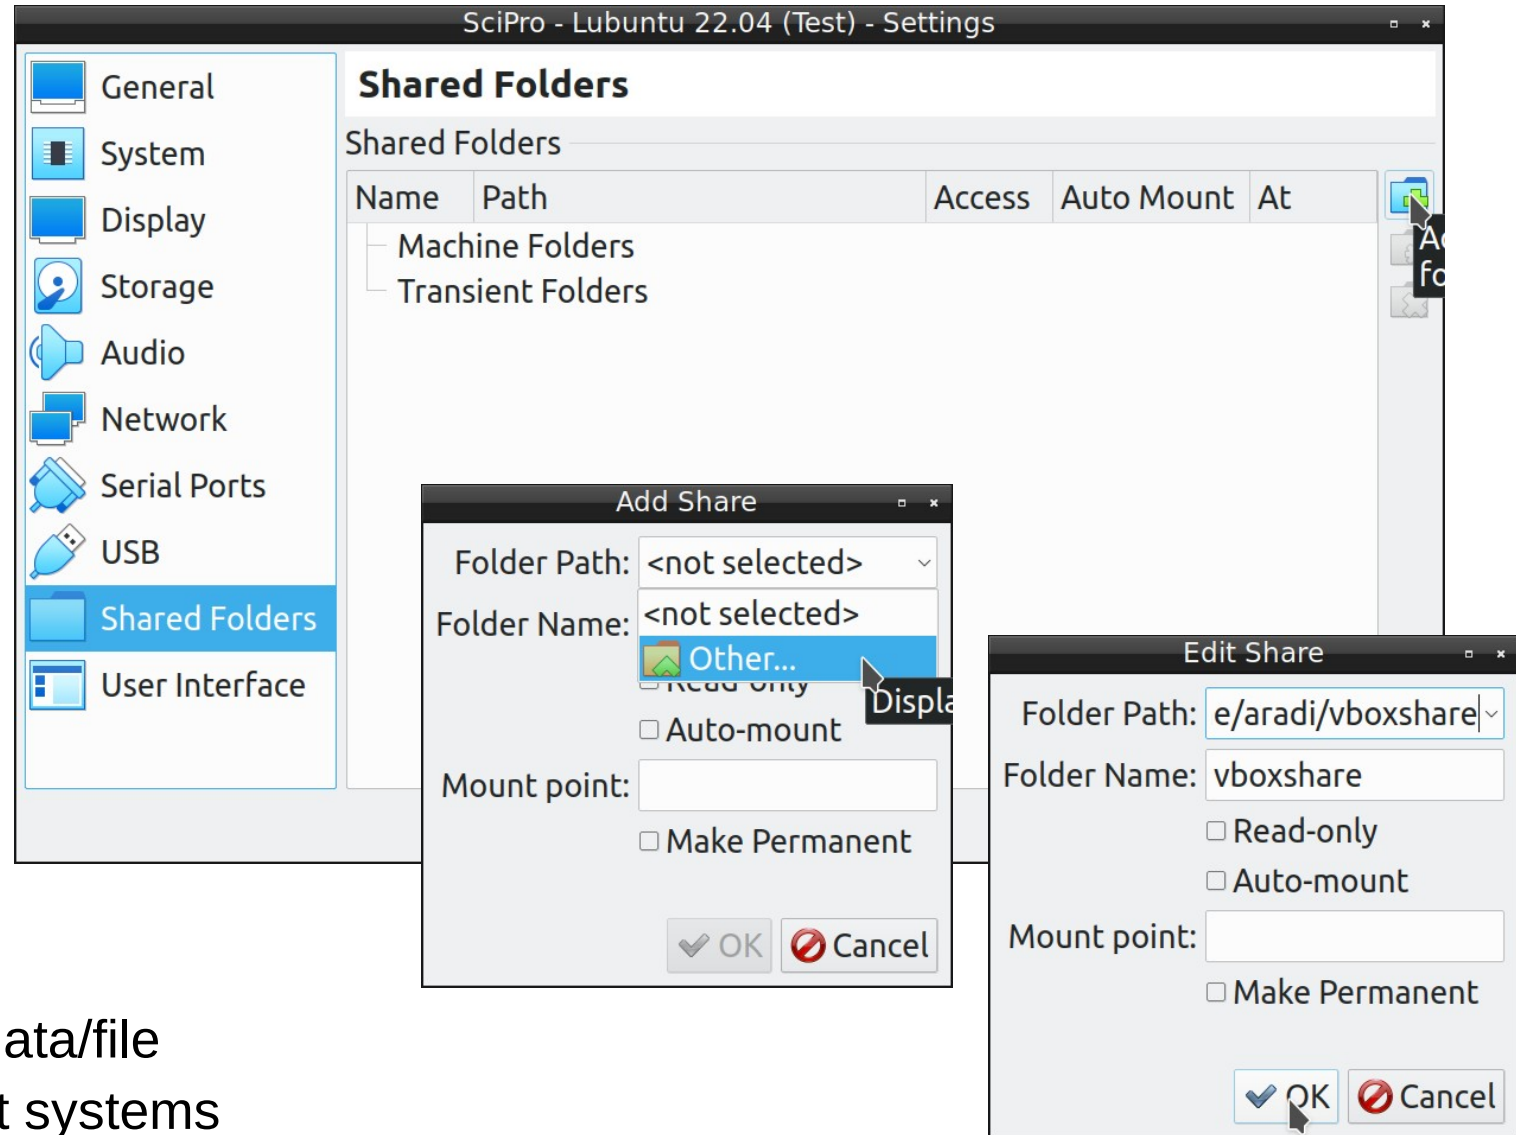 SciPro - Lubuntu 22.04 (Test) - Settings
General
System
Display
Storage
Audio
Network
Serial Ports
USB
Shared Folders
User Interface
Shared Folders
Shared Folders
Name Path Access Auto Mount At
Machine Folders
Transient Folders
Add Share
Folder Path: <not selected>
<not selected>
Folder Name:
Other...
Read-only
Displa
Auto-mount
Mount point:
Make Permanent
OK Cancel
Edit Share
Folder Path: e/aradi/vboxshare
Folder Name: vboxshare
Read-only
Auto-mount
Mount point:
Make Permanent
OK Cancel
ata/file
t systems